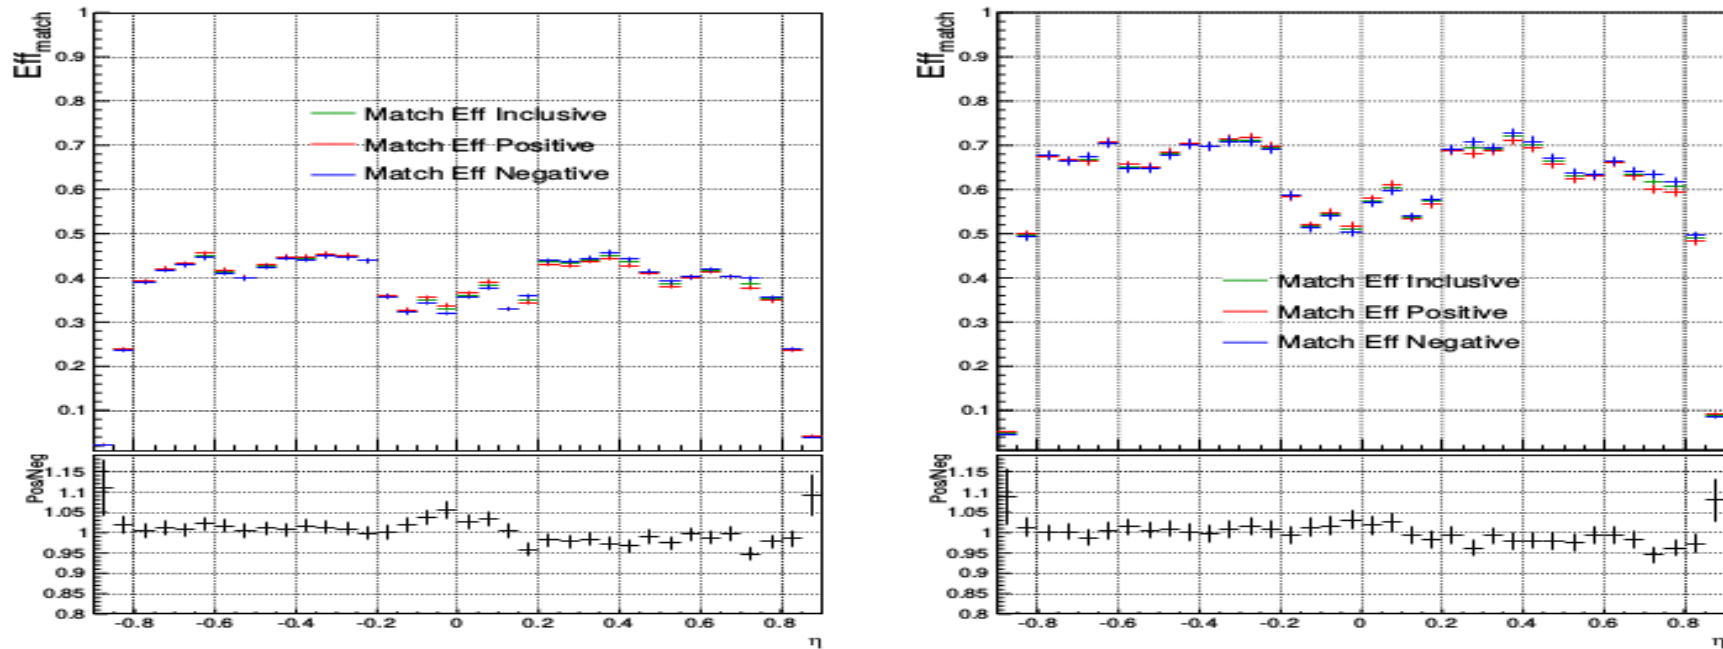 Eff match
1
0.9
0.8
0.7
0.6
0.5
0.4
0.3
0.2
0.1
Match Eff Inclusive
Match Eff Positive
Match Eff Negative
Pos/Neg
1.15
1.1
1.05
1
0.95
0.9
0.85
0.8
-0.8 -0.6 -0.4 -0.2 0 0.2 0.4 0.6 0.8
η
Eff match
1
0.9
0.8
0.7
0.6
0.5
0.4
0.3
0.2
0.1
Match Eff Inclusive
Match Eff Positive
Match Eff Negative
Pos/Neg
1.15
1.1
1.05
1
0.95
0.9
0.85
0.8
-0.8 -0.6 -0.4 -0.2 0 0.2 0.4 0.6 0.8
η